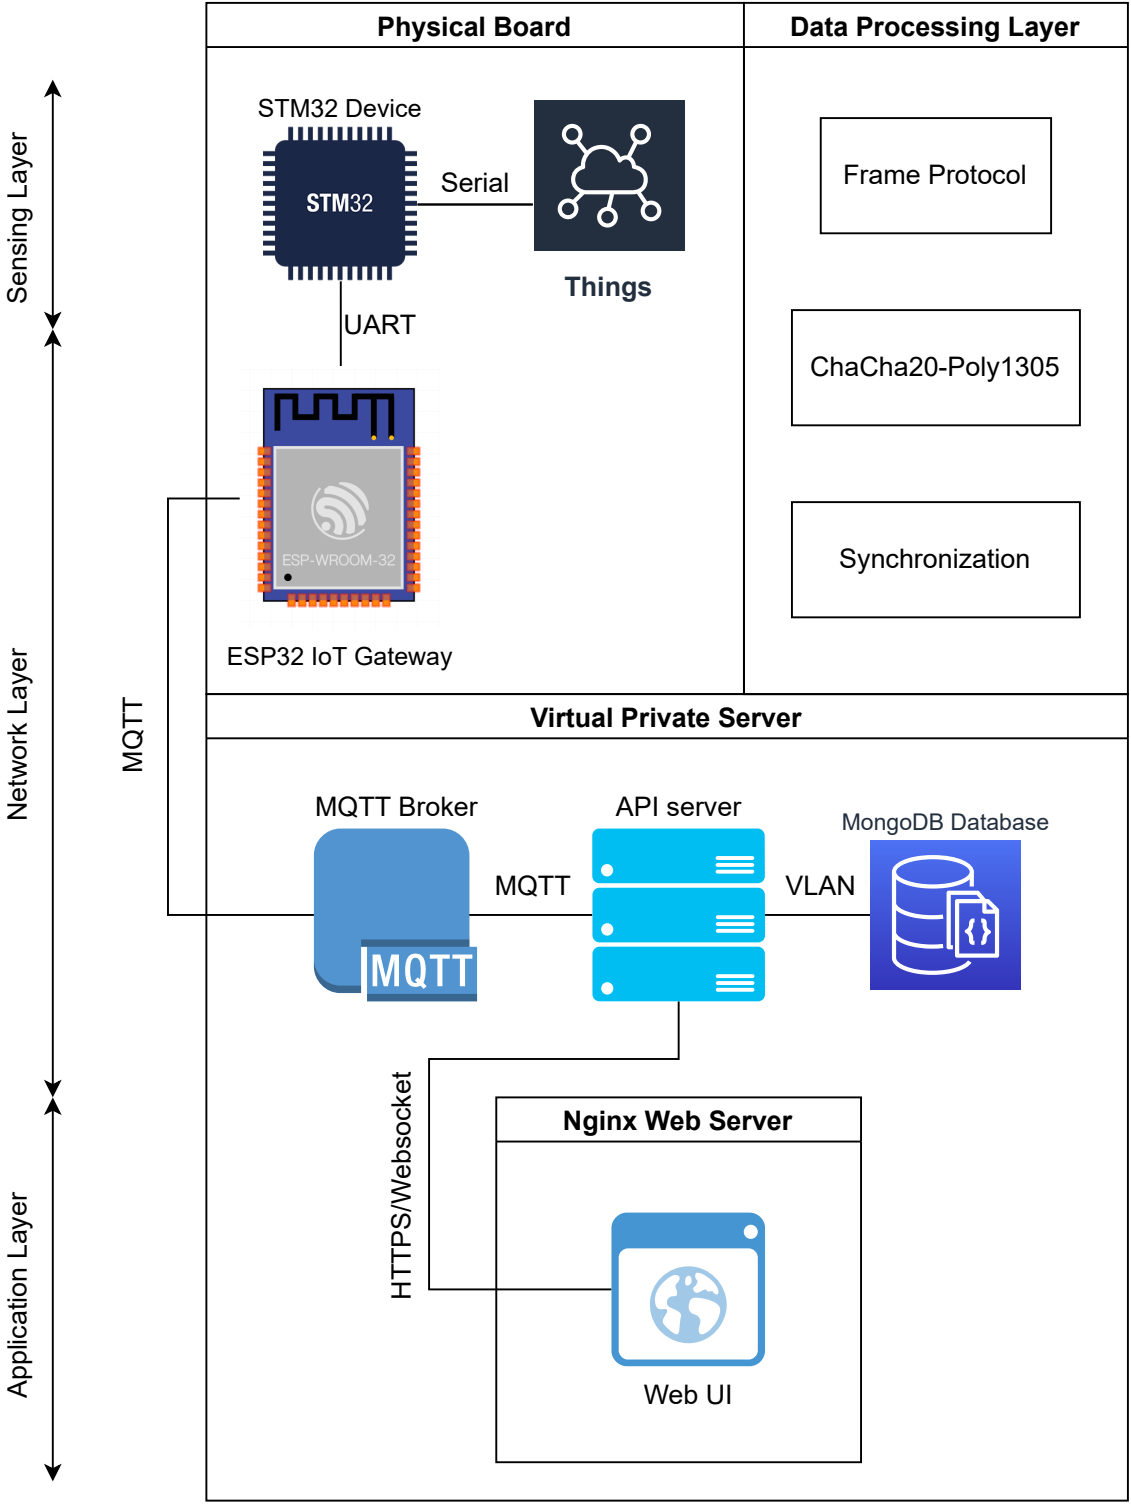 Physical Board
Data Processing Layer
Sensing Layer
STM32 Device
STM32
Serial
Things
UART
Frame Protocol
ChaCha20-Poly1305
Synchronization
ESP-WROOM-32
ESP32 IoT Gateway
Network Layer
MQTT
Virtual Private Server
MQTT Broker
MQTT
MQTT
API server
VLAN
MongoDB Database
{}
HTTPS/Websocket
Application Layer
Nginx Web Server
Web UI